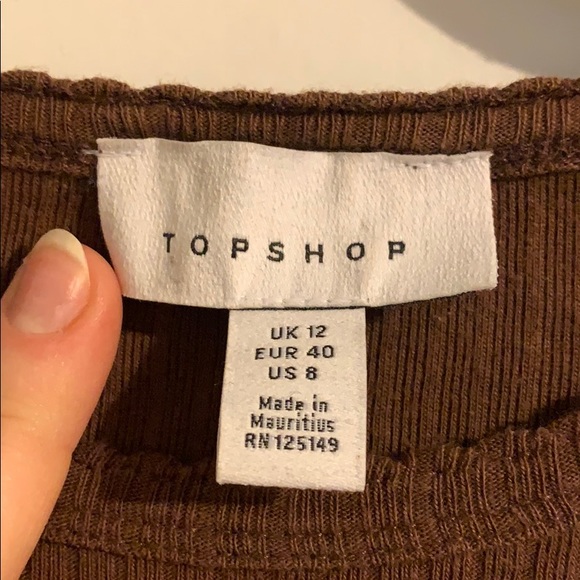 TOPSHOP
UK 12
EUR 40
US 8
Made in
Mauritius
RN125149